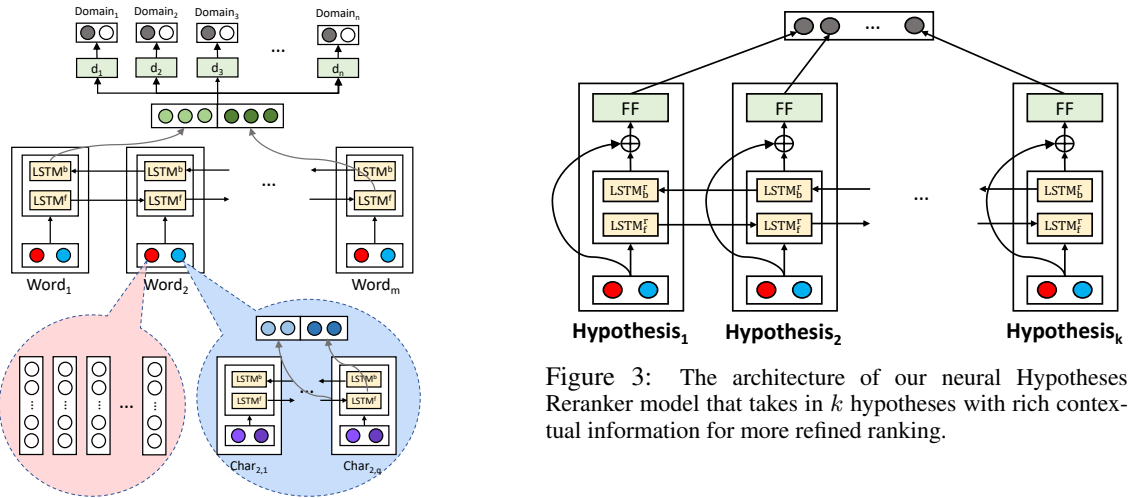 Domain₁ Domain₂ Domain₃ Domainₙ
...
d₁ d₂ d₃ dₙ
LSTMᵇ LSTMᵇ ... LSTMᵇ
LSTMᶠ LSTMᶠ LSTMᶠ
Word₁ Word₂ Wordₘ
...
LSTMᵇ ... LSTMᵇ
LSTMᶠ LSTMᶠ
Char₂,₁ Char₂,q
...
FF FF FF
LSTMᵣᵇ LSTMᵣᵇ ... LSTMᵣᵇ
LSTMᵣᶠ LSTMᵣᶠ LSTMᵣᶠ
Hypothesis₁ Hypothesis₂ Hypothesisₖ
Figure 3: The architecture of our neural Hypotheses
Reranker model that takes in k hypotheses with rich contex-
tual information for more refined ranking.